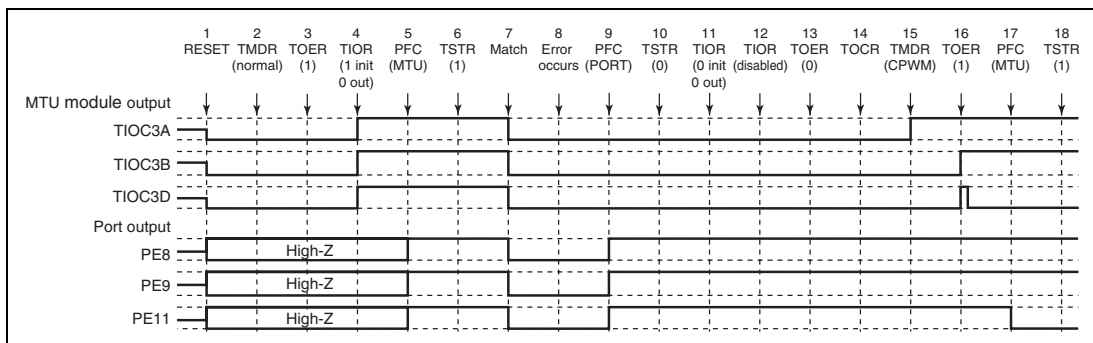 1 2 3 4 5 6 7 8 9 10 11 12 13 14 15 16 17 18
RESET TMDR TOER TIOR PFC TSTR Match Error PFC TSTR TIOR TIOR TOER TOCR TMDR TOER PFC TSTR
(normal) (1) (1 init (MTU) (1) occurs (PORT) (0) (0 init (disabled) (0) (CPWM) (1) (MTU) (1)
0 out) 0 out)
MTU module output
TIOC3A
TIOC3B
TIOC3D
Port output
PE8 High-Z
PE9 High-Z
PE11 High-Z